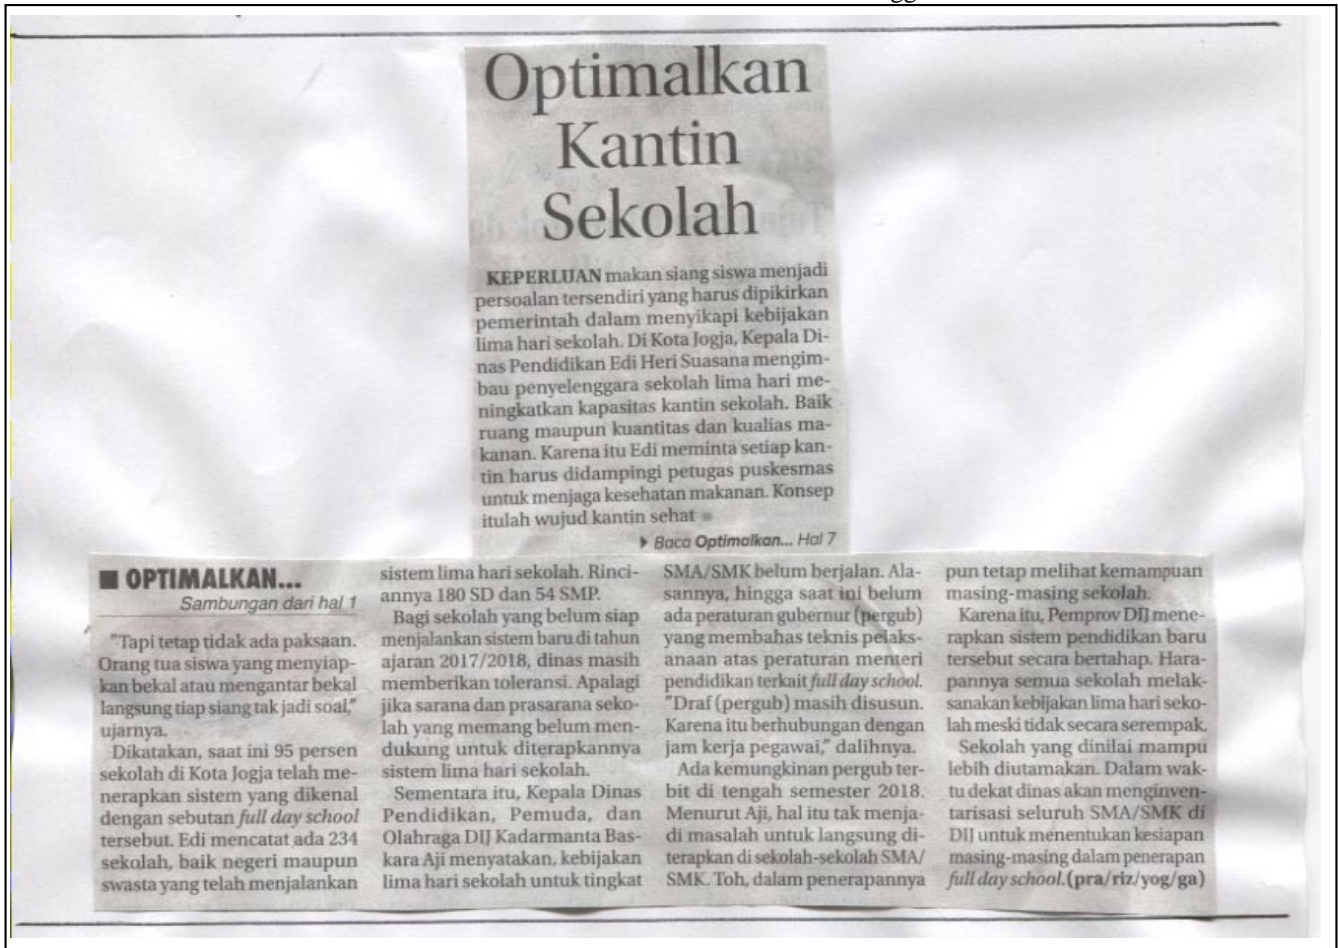 Optimalkan
Kantin
Sekolah
KEPERLUAN makan siang siswa menjadi
persoalan tersendiri yang harus dipikirkan
pemerintah dalam menyikapi kebijakan
lima hari sekolah. Di Kota Jogja, Kepala Di-
nas Pendidikan Edi Heri Suasana mengim-
bau penyelenggara sekolah lima hari me-
ningkatkan kapasitas kantin sekolah. Baik
ruang maupun kuantitas dan kualias ma-
kanan. Karena itu Edi meminta setiap kan-
tin harus didampingi petugas puskesmas
untuk menjaga kesehatan makanan. Konsep
itulah wujud kantin sehat
Baca Optimalkan... Hal 7
OPTIMALKAN...
Sambungan dari hal 1
"Tapi tetap tidak ada paksaan.
Orang tua siswa yang menyiap-
kan bekal atau mengantar bekal
langsung tiap siang tak jadi soal,"
ujarnya.
Dikatakan, saat ini 95 persen
sekolah di Kota Jogja telah me-
nerapkan sistem yang dikenal
dengan sebutan full day school
tersebut. Edi mencatat ada 234
sekolah, baik negeri maupun
swasta yang telah menjalankan
sistem lima hari sekolah. Rinci-
annya 180 SD dan 54 SMP.
Bagi sekolah yang belum siap
menjalankan sistem baru di tahun
ajaran 2017/2018, dinas masih
memberikan toleransi. Apalagi
jika sarana dan prasarana seko-
lah yang memang belum men-
dukung untuk diterapkannya
sistem lima hari sekolah.
Sementara itu, Kepala Dinas
Pendidikan, Pemuda, dan
Olahraga DIJ Kadarmanta Bas-
kara Aji menyatakan, kebijakan
lima hari sekolah untuk tingkat
SMA/SMK belum berjalan. Ala-
sannya, hingga saat ini belum
ada peraturan gubernur (pergub)
yang membahas teknis pelaks-
anaan atas peraturan menteri
pendidikan terkait full day school.
"Draf (pergub) masih disusun.
Karena itu berhubungan dengan
jam kerja pegawai," dalihnya.
Ada kemungkinan pergub ter-
bit di tengah semester 2018.
Menurut Aji, hal itu tak menja-
di masalah untuk langsung di-
terapkan di sekolah-sekolah SMA/
SMK. Toh, dalam penerapannya
pun tetap melihat kemampuan
masing-masing sekolah.
Karena itu, Pemprov DIJ mene-
rapkan sistem pendidikan baru
tersebut secara bertahap. Hara-
pannya semua sekolah melak-
sanakan kebijakan lima hari seko-
lah meski tidak secara serempak.
Sekolah yang dinilai mampu
lebih diutamakan. Dalam wak-
tu dekat dinas akan menginven-
tarisasi seluruh SMA/SMK di
DIJ untuk menentukan kesiapan
masing-masing dalam penerapan
full day school.(pra/riz/yog/ga)